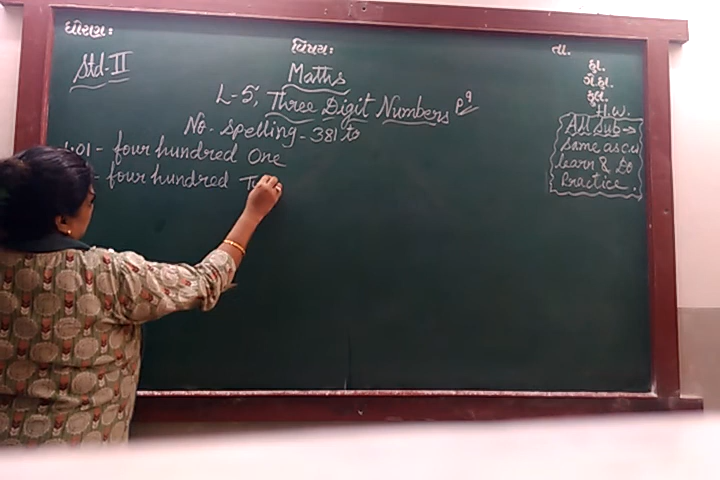 ધોરણ:
વિષય:
તા.
Std-II
Maths
હા.
ગે.હા.
કુલ.
L-5, Three Digit Numbers
H.W.
No. Spelling - 381 to
All Sub →
Same as c.w
learn & Do
Practice.
401 - four hundred One
- four hundred